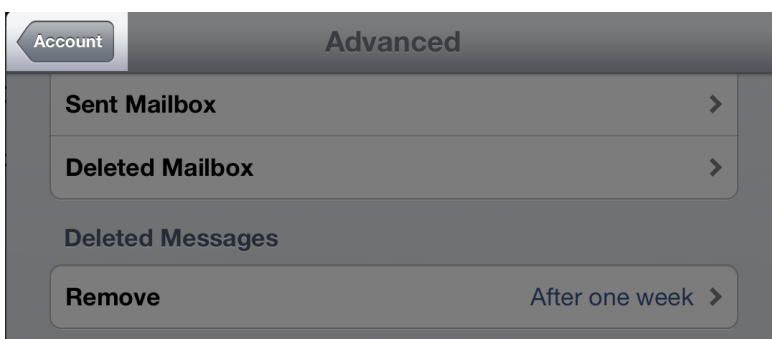 Account
Advanced
Sent Mailbox
Deleted Mailbox
Deleted Messages
Remove After one week